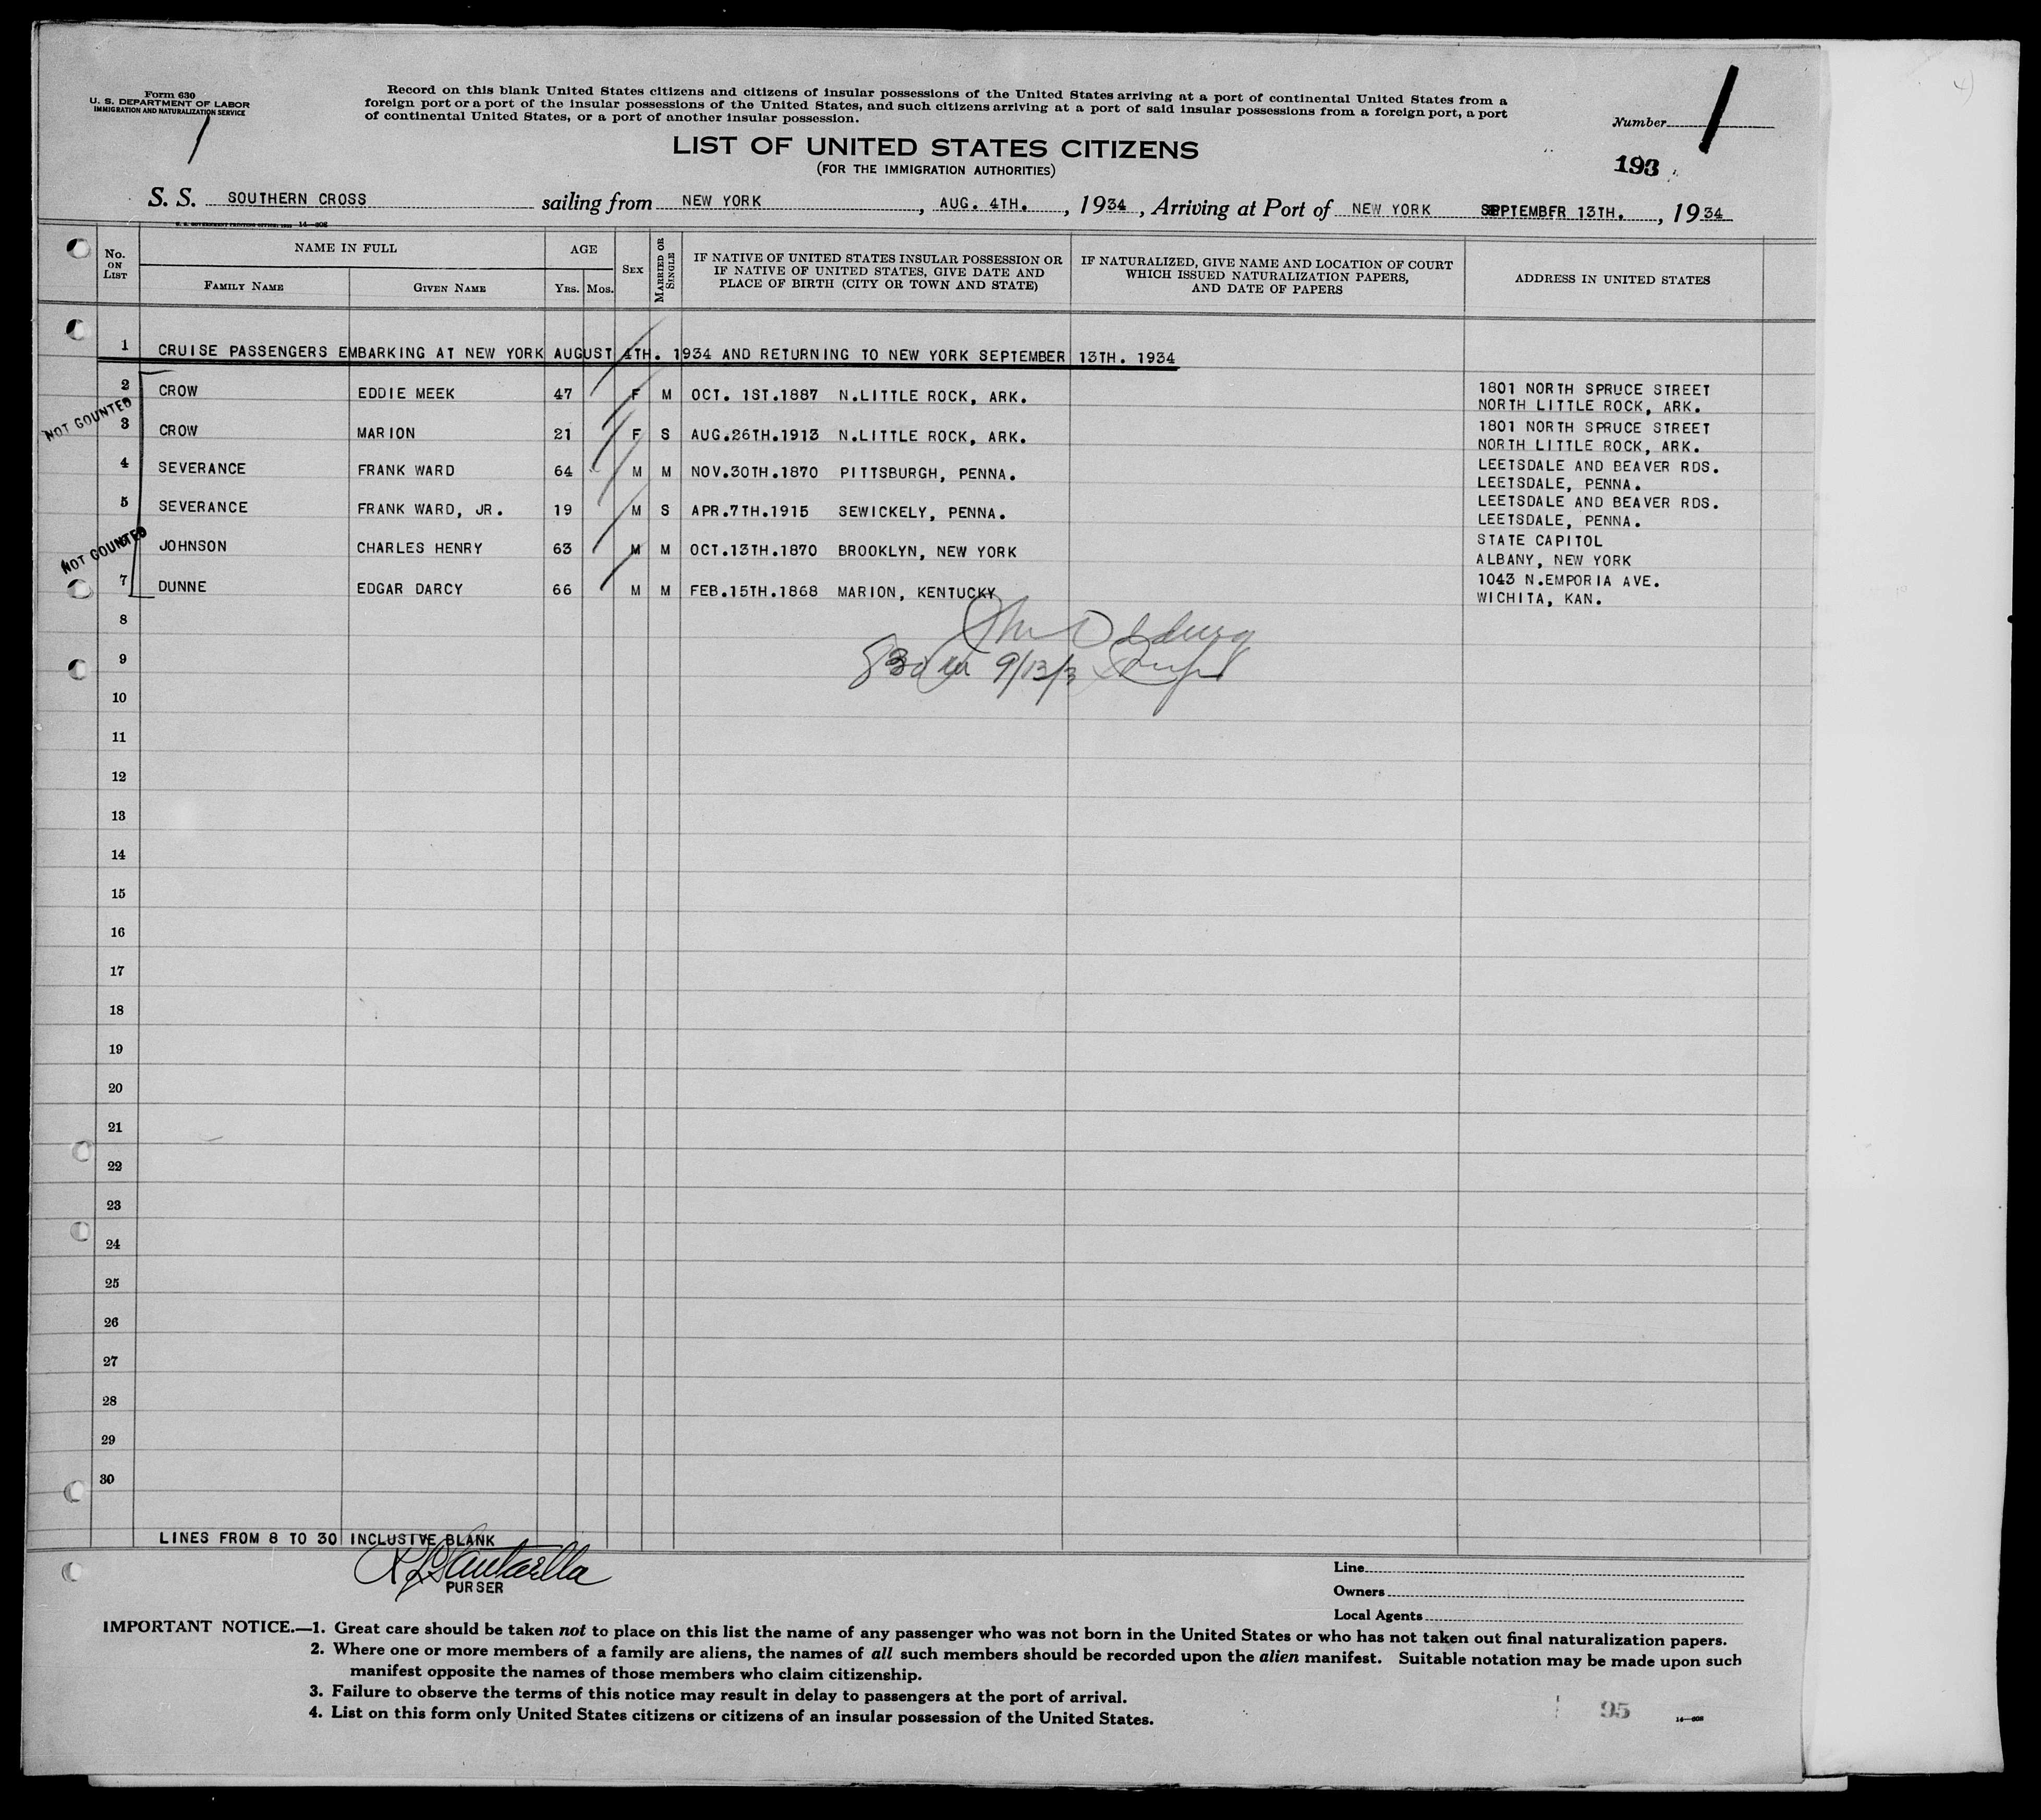 Form 630
U. S. DEPARTMENT OF LABOR
IMMIGRATION AND NATURALIZATION SERVICE
Record on this blank United States citizens and citizens of insular possessions of the United States arriving at a port of continental United States from a
foreign port or a port of the insular possessions of the United States, and such citizens arriving at a port of said insular possessions from a foreign port, a port
of continental United States, or a port of another insular possession.
Number 1
LIST OF UNITED STATES CITIZENS
(FOR THE IMMIGRATION AUTHORITIES)
193
S. S. SOUTHERN CROSS sailing from NEW YORK, AUG. 4TH., 1934, Arriving at Port of NEW YORK SEPTEMBER 13TH., 1934
No. ON LIST
NAME IN FULL
FAMILY NAME
GIVEN NAME
AGE
YRS. MOS.
SEX
MARRIED OR SINGLE
IF NATIVE OF UNITED STATES INSULAR POSSESSION OR
IF NATIVE OF UNITED STATES, GIVE DATE AND
PLACE OF BIRTH (CITY OR TOWN AND STATE)
IF NATURALIZED, GIVE NAME AND LOCATION OF COURT
WHICH ISSUED NATURALIZATION PAPERS,
AND DATE OF PAPERS
ADDRESS IN UNITED STATES
1 CRUISE PASSENGERS EMBARKING AT NEW YORK AUGUST 4TH. 1934 AND RETURNING TO NEW YORK SEPTEMBER 13TH. 1934
2 CROW EDDIE MEEK 47 F M OCT. 1ST.1887 N.LITTLE ROCK, ARK. 1801 NORTH SPRUCE STREET
NORTH LITTLE ROCK, ARK.
NOT COUNTED
3 CROW MARION 21 F S AUG.26TH.1913 N.LITTLE ROCK, ARK. 1801 NORTH SPRUCE STREET
NORTH LITTLE ROCK, ARK.
4 SEVERANCE FRANK WARD 64 M M NOV.30TH.1870 PITTSBURGH, PENNA. LEETSDALE AND BEAVER RDS.
LEETSDALE, PENNA.
5 SEVERANCE FRANK WARD, JR. 19 M S APR.7TH.1915 SEWICKELY, PENNA. LEETSDALE AND BEAVER RDS.
LEETSDALE, PENNA.
NOT COUNTED
6 JOHNSON CHARLES HENRY 63 M M OCT.13TH.1870 BROOKLYN, NEW YORK STATE CAPITOL
ALBANY, NEW YORK
7 DUNNE EDGAR DARCY 66 M M FEB.15TH.1868 MARION, KENTUCKY 1043 N.EMPORIA AVE.
WICHITA, KAN.
8
9
10
11
12
13
14
15
16
17
18
19
20
21
22
23
24
25
26
27
28
29
30
LINES FROM 8 TO 30 INCLUSIVE BLANK
PURSER
Line
Owners
Local Agents
IMPORTANT NOTICE.—1. Great care should be taken not to place on this list the name of any passenger who was not born in the United States or who has not taken out final naturalization papers.
2. Where one or more members of a family are aliens, the names of all such members should be recorded upon the alien manifest. Suitable notation may be made upon such
manifest opposite the names of those members who claim citizenship.
3. Failure to observe the terms of this notice may result in delay to passengers at the port of arrival.
4. List on this form only United States citizens or citizens of an insular possession of the United States.
95